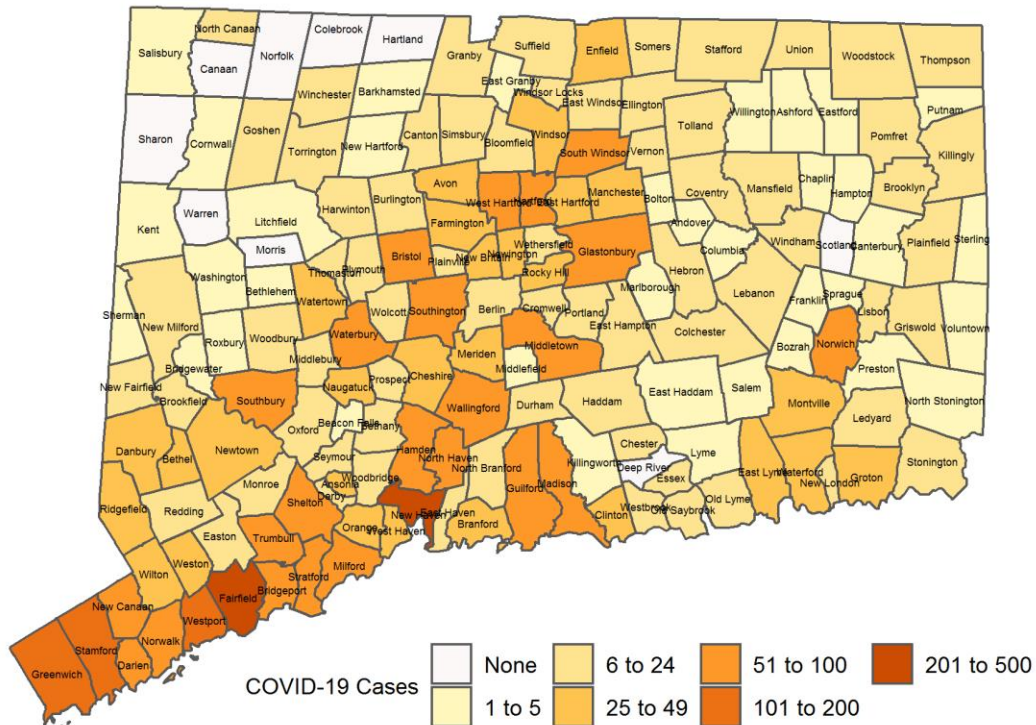 Colebrook
North Canaan
Hartland
Salisbury
Norfolk
Canaan
Suffield
Enfield
Somers
Stafford
Union
Woodstock
Thompson
Granby
East Granby
Windsor Locks
Winchester
Barkhamsted
East Windsor
Ellington
Willington
Ashford
Eastford
Putnam
Sharon
Cornwall
Goshen
Torrington
New Hartford
Canton
Simsbury
Bloomfield
Windsor
South Windsor
Vernon
Tolland
Pomfret
Killingly
Avon
West Hartford
Hartford
East Hartford
Manchester
Bolton
Coventry
Mansfield
Chaplin
Hampton
Brooklyn
Kent
Warren
Litchfield
Harwinton
Burlington
Farmington
Andover
Columbia
Windham
Scotland
Canterbury
Plainfield
Sterling
Morris
Bristol
Plainville
New Britain
Newington
Wethersfield
Glastonbury
Rocky Hill
Hebron
Marlborough
Washington
Bethlehem
Thomaston
Plymouth
Watertown
Wolcott
Southington
Berlin
Cromwell
Portland
East Hampton
Lebanon
Franklin
Sprague
Lisbon
Griswold
Voluntown
Sherman
New Milford
Roxbury
Woodbury
Waterbury
Middletown
Colchester
Bozrah
Norwich
Bridgewater
Middlebury
Meriden
Middlefield
Preston
New Fairfield
Brookfield
Southbury
Naugatuck
Prospect
Cheshire
Wallingford
Durham
Haddam
East Haddam
Salem
Montville
North Stonington
Oxford
Beacon Falls
Bethany
Ledyard
Danbury
Bethel
Newtown
Seymour
Hamden
North Haven
North Branford
Killingworth
Chester
Deep River
Lyme
Essex
Stonington
Monroe
Ansonia
Derby
Woodbridge
Guilford
Madison
East Lyme
Waterford
New London
Groton
Ridgefield
Redding
Shelton
New Haven
East Haven
Branford
Clinton
Westbrook
Old Saybrook
Old Lyme
Easton
Orange
West Haven
Trumbull
Wilton
Weston
Milford
Stratford
Bridgeport
Fairfield
New Canaan
Westport
Norwalk
Stamford
Darien
Greenwich
COVID-19 Cases
None
6 to 24
51 to 100
201 to 500
1 to 5
25 to 49
101 to 200